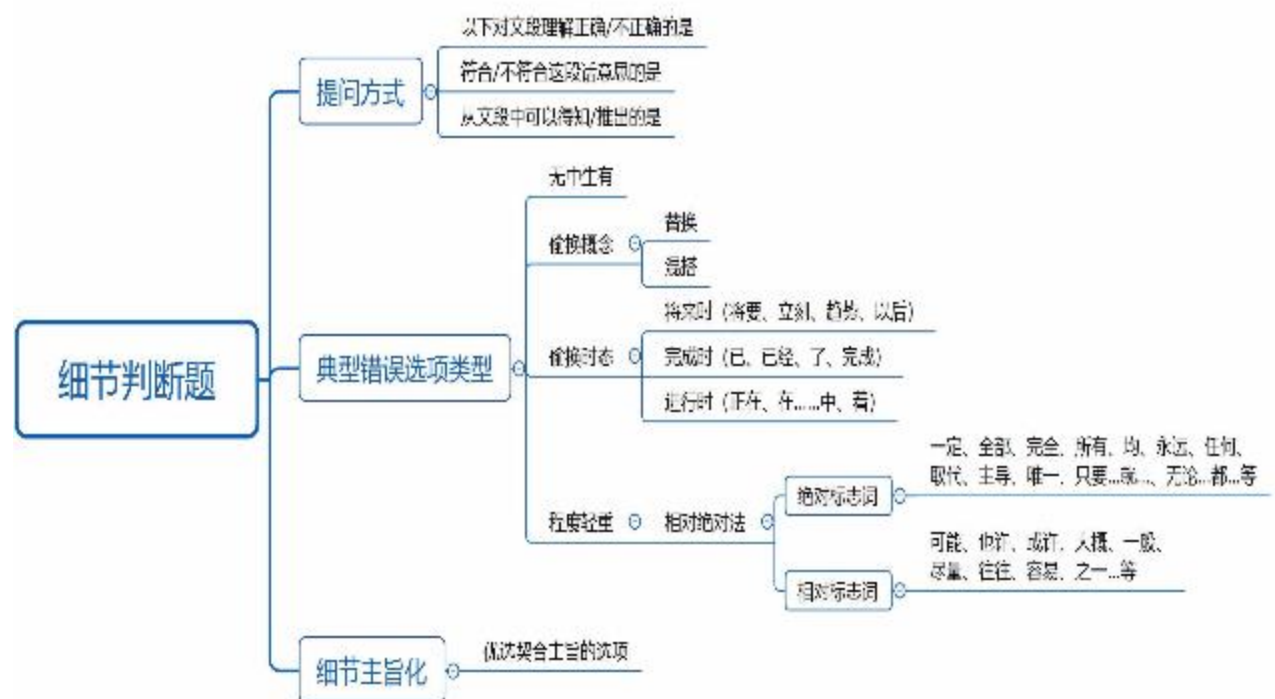 以下对文段理解正确/不正确的是
提问方式
符合/不符合这段话意思的是
从文段中可以得知/推出的是
无中生有
偷换概念
替换
混搭
细节判断题
典型错误选项类型
偷换时态
将来时（将要、立刻、趋势、以后）
完成时（已、已经、了、完成）
进行时（正在、在……中、着）
程度轻重
相对绝对法
绝对标志词
一定、全部、完全、所有、均、永远、任何、
取代、主导、唯一、只要...就...、无论...都...等
相对标志词
可能、也许、或许、大概、一般、
尽量、往往、容易、之一...等
细节主旨化
优选契合主旨的选项